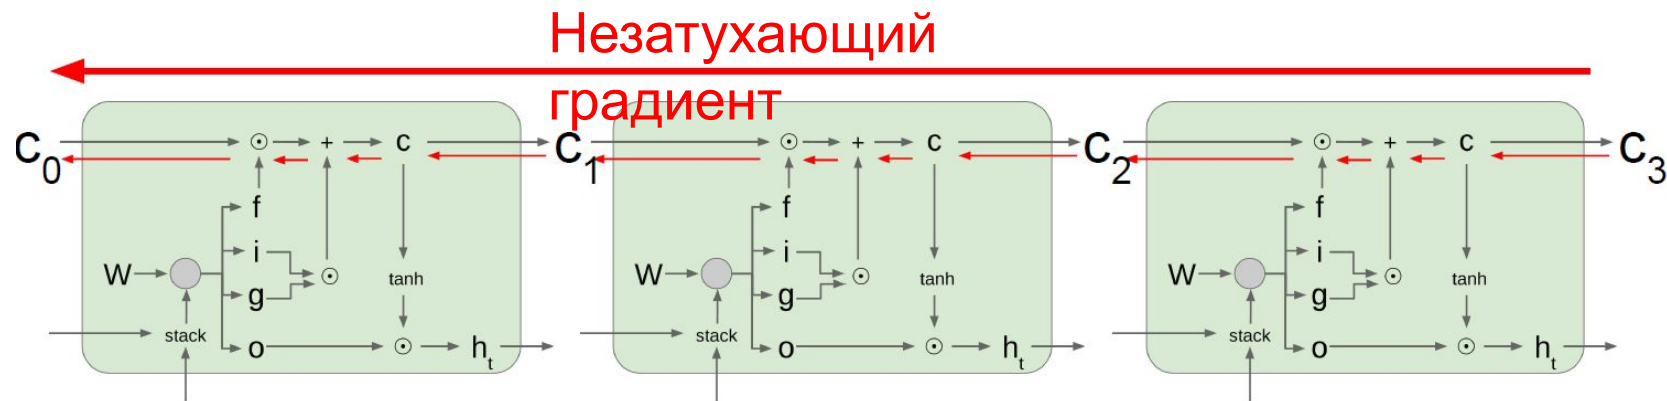 Незатухающий
градиент
C0 ⊙ + c C1 ⊙ + c C2 ⊙ + c C3
f f f
i i i
W ⊙ tanh W ⊙ tanh W ⊙ tanh
g g g
stack stack stack
o ⊙ ht o ⊙ ht o ⊙ ht